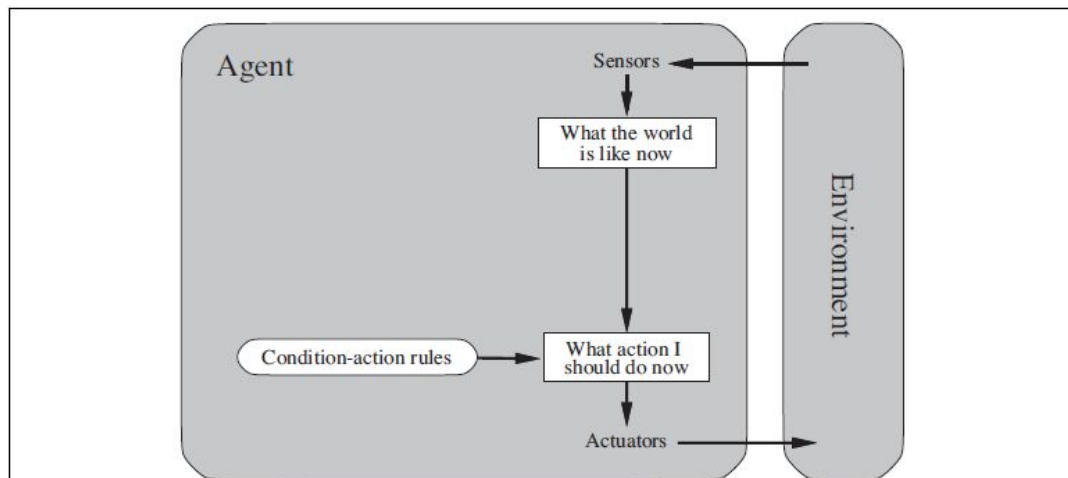 Agent
Sensors
What the world
is like now
Environment
Condition-action rules
What action I
should do now
Actuators